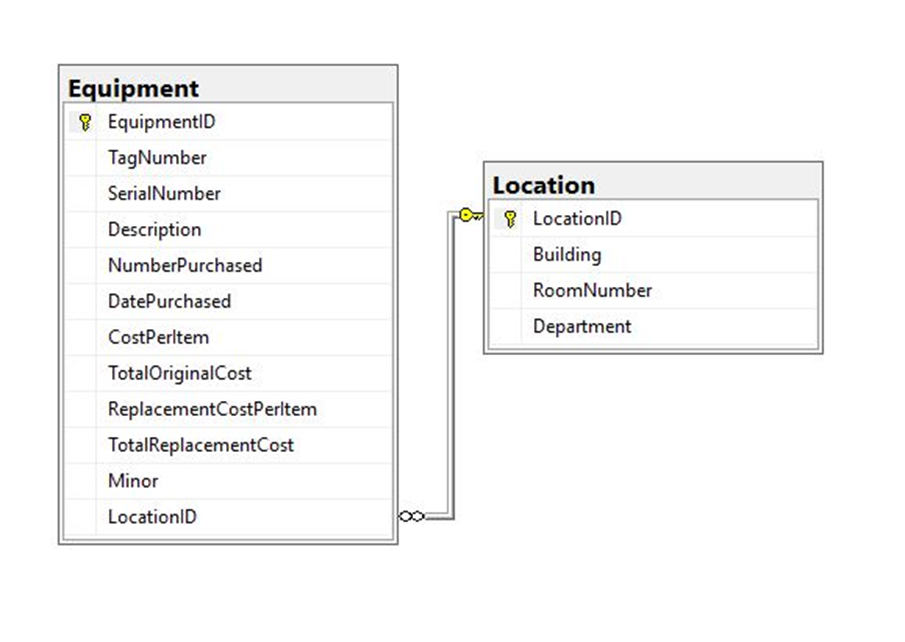 Equipment
EquipmentID
TagNumber
SerialNumber
Description
NumberPurchased
DatePurchased
CostPerItem
TotalOriginalCost
ReplacementCostPerItem
TotalReplacementCost
Minor
LocationID
Location
LocationID
Building
RoomNumber
Department